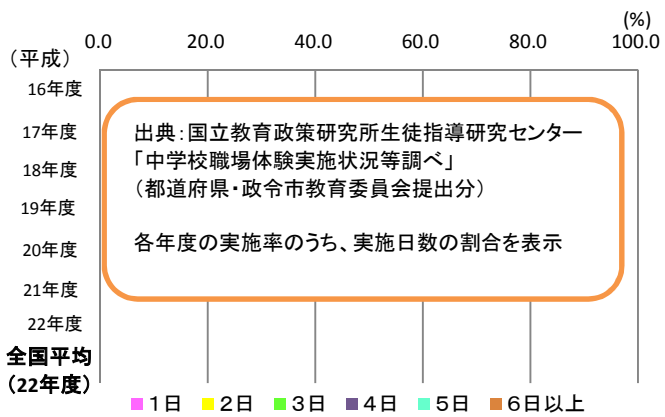 (%)
0.0 20.0 40.0 60.0 80.0 100.0
（平成）
16年度
17年度
18年度
19年度
20年度
21年度
22年度
全国平均
（22年度）
出典：国立教育政策研究所生徒指導研究センター
「中学校職場体験実施状況等調べ」
（都道府県・政令市教育委員会提出分）
各年度の実施率のうち、実施日数の割合を表示
1日 2日 3日 4日 5日 6日以上